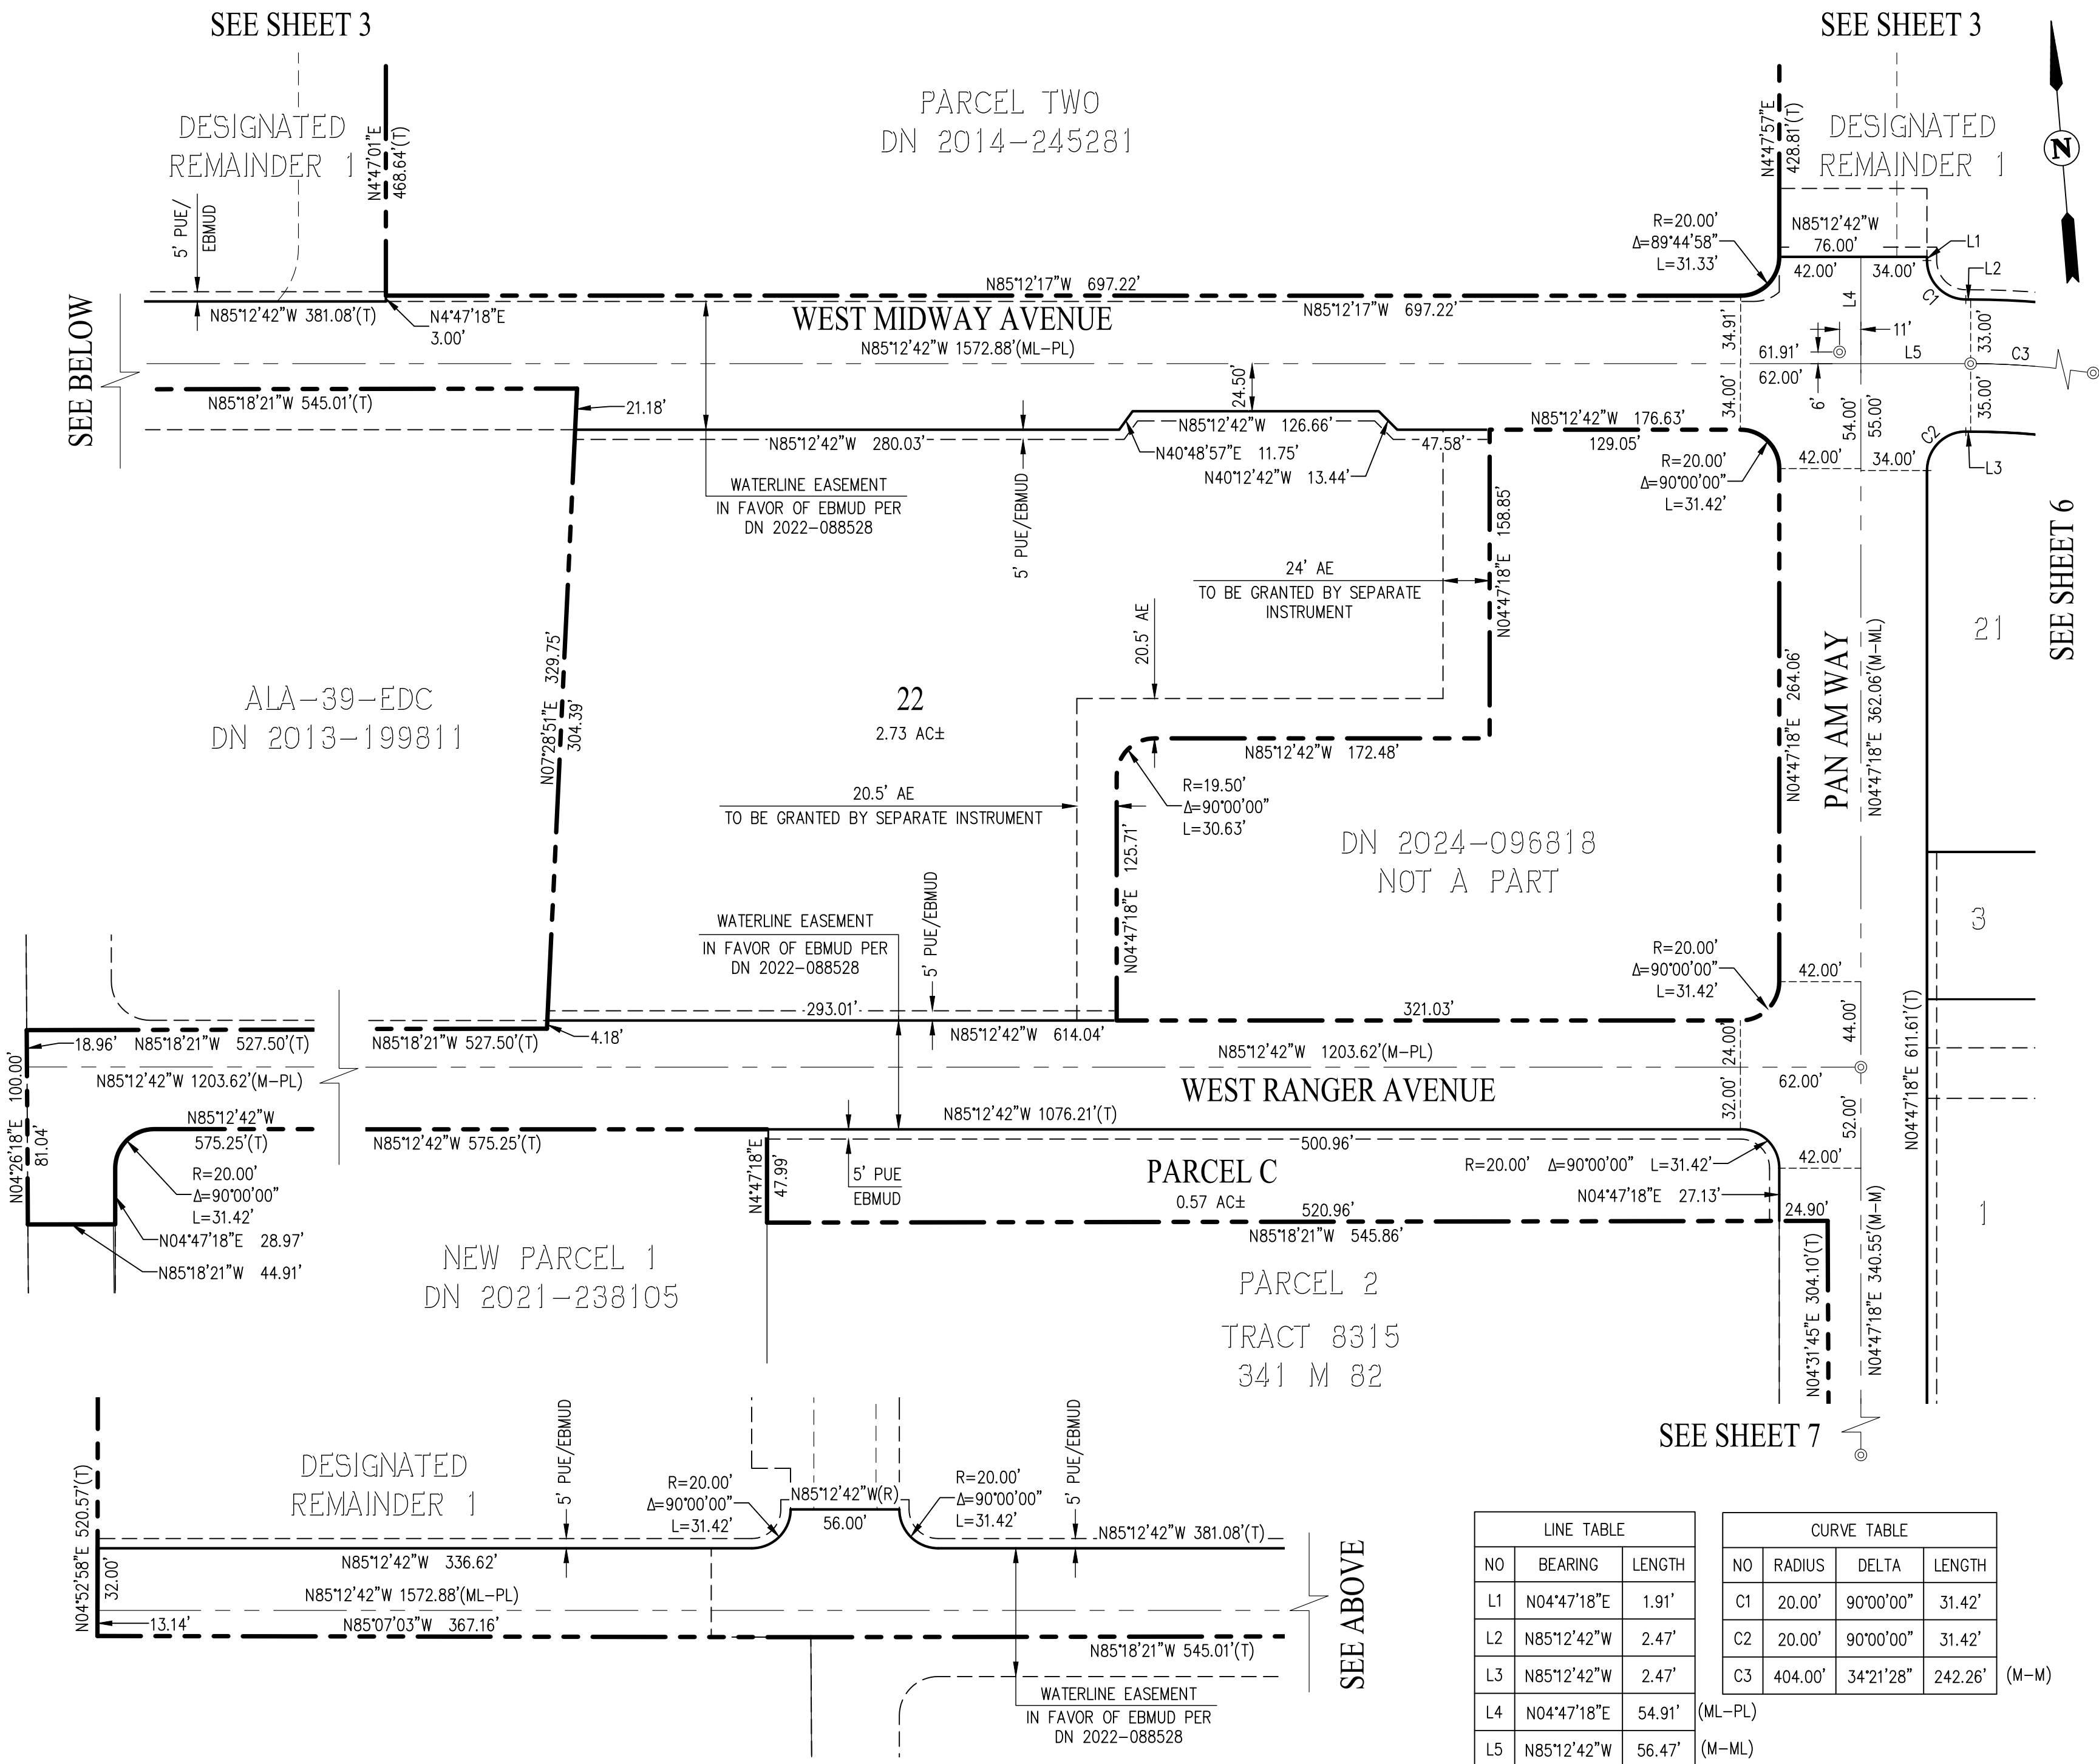 SEE SHEET 3
SEE SHEET 3
DESIGNATED
REMAINDER 1
N4°47'01"E
468.64'(T)
PARCEL TWO
DN 2014-245281
N4°47'57"E
428.81'(T)
DESIGNATED
REMAINDER 1
N
5' PUE/
EBMUD
R=20.00'
Δ=89°44'58"
L=31.33'
N85°12'42"W
76.00'
42.00'
34.00'
L1
L2
C1
L4
SEE BELOW
N85°12'42"W 381.08'(T)
N4°47'18"E
3.00'
N85°12'17"W 697.22'
WEST MIDWAY AVENUE
N85°12'17"W 697.22'
N85°12'42"W 1572.88'(ML-PL)
34.91'
61.91'
62.00'
11'
L5
33.00'
C3
N85°18'21"W 545.01'(T)
21.18'
24.50'
34.00'
6'
54.00'
55.00'
35.00'
N85°12'42"W 280.03'
N85°12'42"W 126.66'
N40°48'57"E 11.75'
N40°12'42"W 13.44'
47.58'
N85°12'42"W 176.63'
129.05'
R=20.00'
Δ=90°00'00"
L=31.42'
42.00'
34.00'
C2
L3
WATERLINE EASEMENT
IN FAVOR OF EBMUD PER
DN 2022-088528
5' PUE/EBMUD
24' AE
TO BE GRANTED BY SEPARATE
INSTRUMENT
N04°47'18"E 158.85'
SEE SHEET 6
20.5' AE
21
ALA-39-EDC
DN 2013-199811
N07°28'51"E 329.75'
304.39'
22
2.73 AC±
N85°12'42"W 172.48'
N04°47'18"E 264.06'
PAN AM WAY
N04°47'18"E 362.06'(M-ML)
20.5' AE
TO BE GRANTED BY SEPARATE INSTRUMENT
R=19.50'
Δ=90°00'00"
L=30.63'
DN 2024-096818
NOT A PART
N04°47'18"E 125.71'
WATERLINE EASEMENT
IN FAVOR OF EBMUD PER
DN 2022-088528
5' PUE/EBMUD
3
R=20.00'
Δ=90°00'00"
L=31.42'
42.00'
293.01'
321.03'
44.00'
N04°47'18"E 611.61'(T)
18.96'
N85°18'21"W 527.50'(T)
N85°18'21"W 527.50'(T)
4.18'
N85°12'42"W 614.04'
N85°12'42"W 1203.62'(M-PL)
24.00'
N04°26'18"E 100.00'
81.04'
N85°12'42"W 1203.62'(M-PL)
WEST RANGER AVENUE
62.00'
32.00'
52.00'
N85°12'42"W
575.25'(T)
N85°12'42"W 575.25'(T)
N85°12'42"W 1076.21'(T)
500.96'
R=20.00'
Δ=90°00'00"
L=31.42'
N4°47'18"E
47.99'
5' PUE
EBMUD
PARCEL C
0.57 AC±
R=20.00' Δ=90°00'00" L=31.42'
42.00'
N04°47'18"E 27.13'
520.96'
24.90'
N85°18'21"W 545.86'
N04°47'18"E 28.97'
N85°18'21"W 44.91'
NEW PARCEL 1
DN 2021-238105
PARCEL 2
TRACT 8315
341 M 82
N04°31'45"E 304.10'(T)
N04°47'18"E 340.55'(M-M)
1
SEE SHEET 7
N04°52'58"E 520.57'(T)
32.00'
DESIGNATED
REMAINDER 1
5' PUE/EBMUD
R=20.00'
Δ=90°00'00"
L=31.42'
N85°12'42"W(R)
56.00'
R=20.00'
Δ=90°00'00"
L=31.42'
5' PUE/EBMUD
N85°12'42"W 381.08'(T)
N85°12'42"W 336.62'
N85°12'42"W 1572.88'(ML-PL)
13.14'
N85°07'03"W 367.16'
N85°18'21"W 545.01'(T)
SEE ABOVE
WATERLINE EASEMENT
IN FAVOR OF EBMUD PER
DN 2022-088528
LINE TABLE
NO BEARING LENGTH
L1 N04°47'18"E 1.91'
L2 N85°12'42"W 2.47'
L3 N85°12'42"W 2.47'
L4 N04°47'18"E 54.91' (ML-PL)
L5 N85°12'42"W 56.47' (M-ML)
CURVE TABLE
NO RADIUS DELTA LENGTH
C1 20.00' 90°00'00" 31.42'
C2 20.00' 90°00'00" 31.42'
C3 404.00' 34°21'28" 242.26' (M-M)